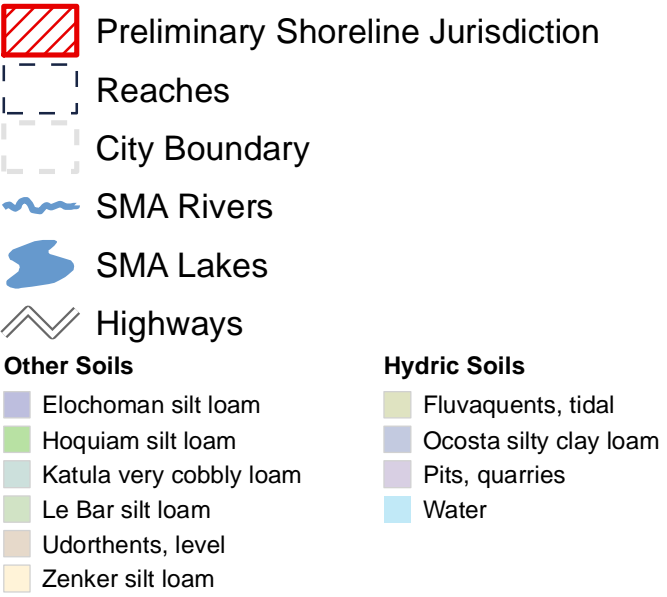 Preliminary Shoreline Jurisdiction
Reaches
City Boundary
SMA Rivers
SMA Lakes
Highways
Other Soils
Elochoman silt loam
Hoquiam silt loam
Katula very cobbly loam
Le Bar silt loam
Udorthents, level
Zenker silt loam
Hydric Soils
Fluvaquents, tidal
Ocosta silty clay loam
Pits, quarries
Water